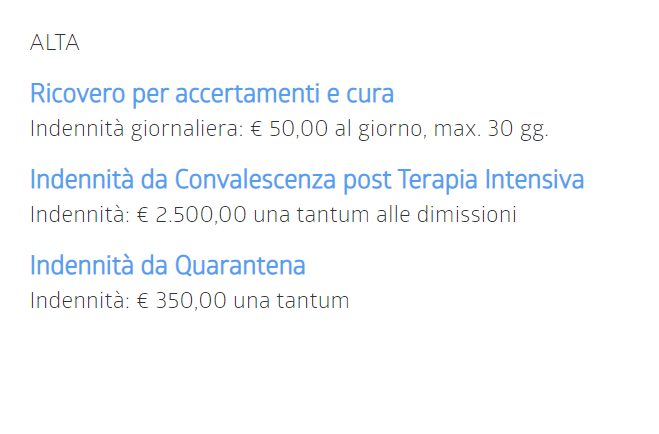 ALTA
Ricovero per accertamenti e cura
Indennità giornaliera: € 50,00 al giorno, max. 30 gg.
Indennità da Convalescenza post Terapia Intensiva
Indennità: € 2.500,00 una tantum alle dimissioni
Indennità da Quarantena
Indennità: € 350,00 una tantum